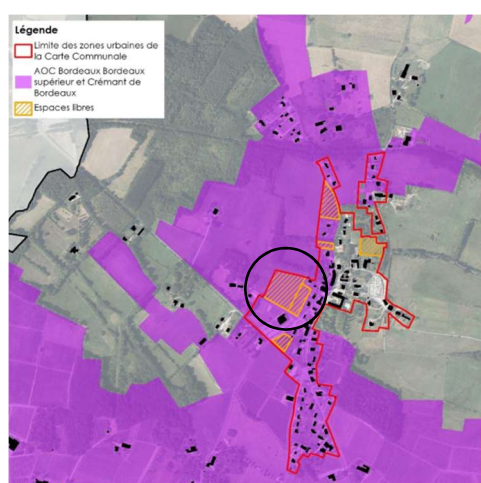 Légende
Limite des zones urbaines de
la Carte Communale
AOC Bordeaux Bordeaux
supérieur et Crémant de
Bordeaux
Espaces libres